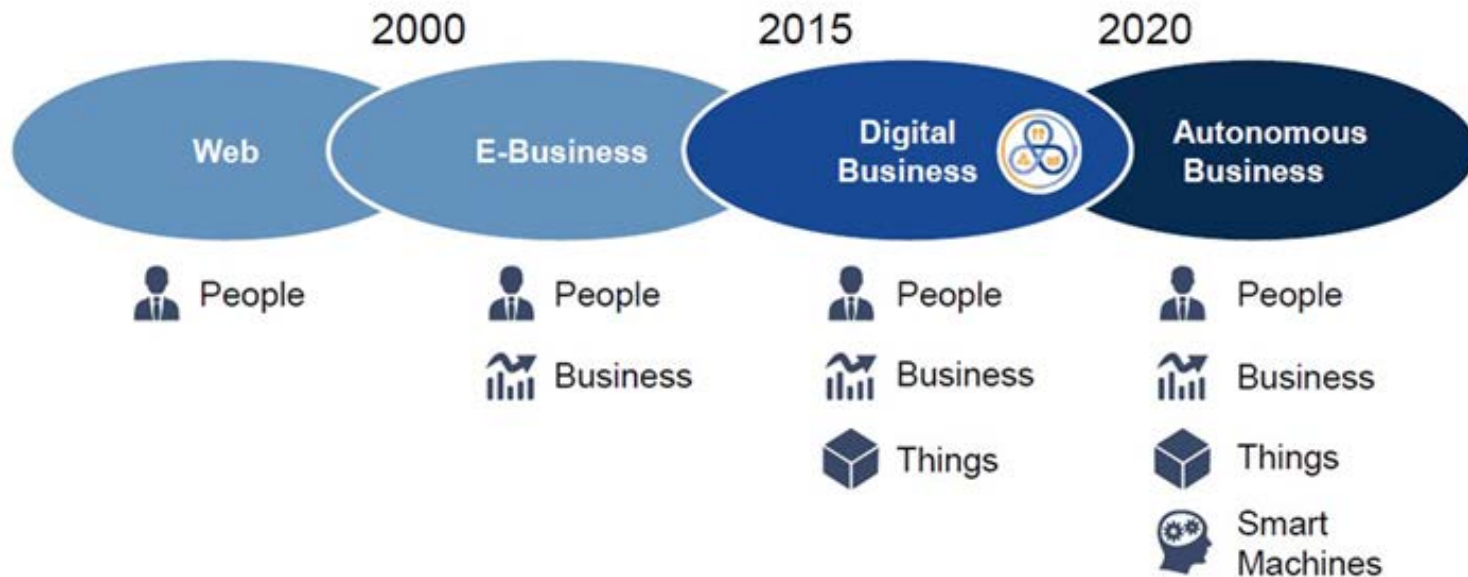 2000
2015
2020
Web
E-Business
Digital
Business
Autonomous
Business
People
People
Business
People
Business
Things
People
Business
Things
Smart
Machines